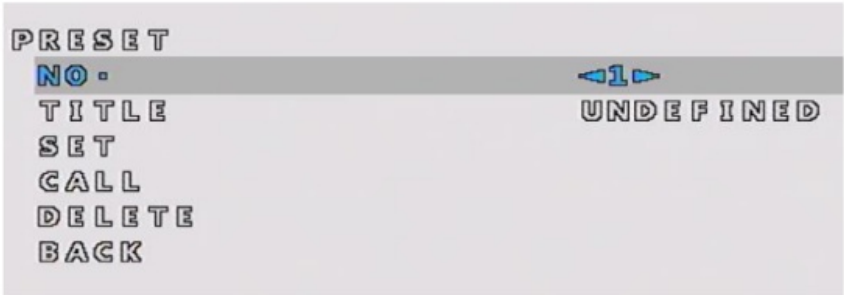 PRESET
NO. ◄1►
TITLE UNDEFINED
SET
CALL
DELETE
BACK